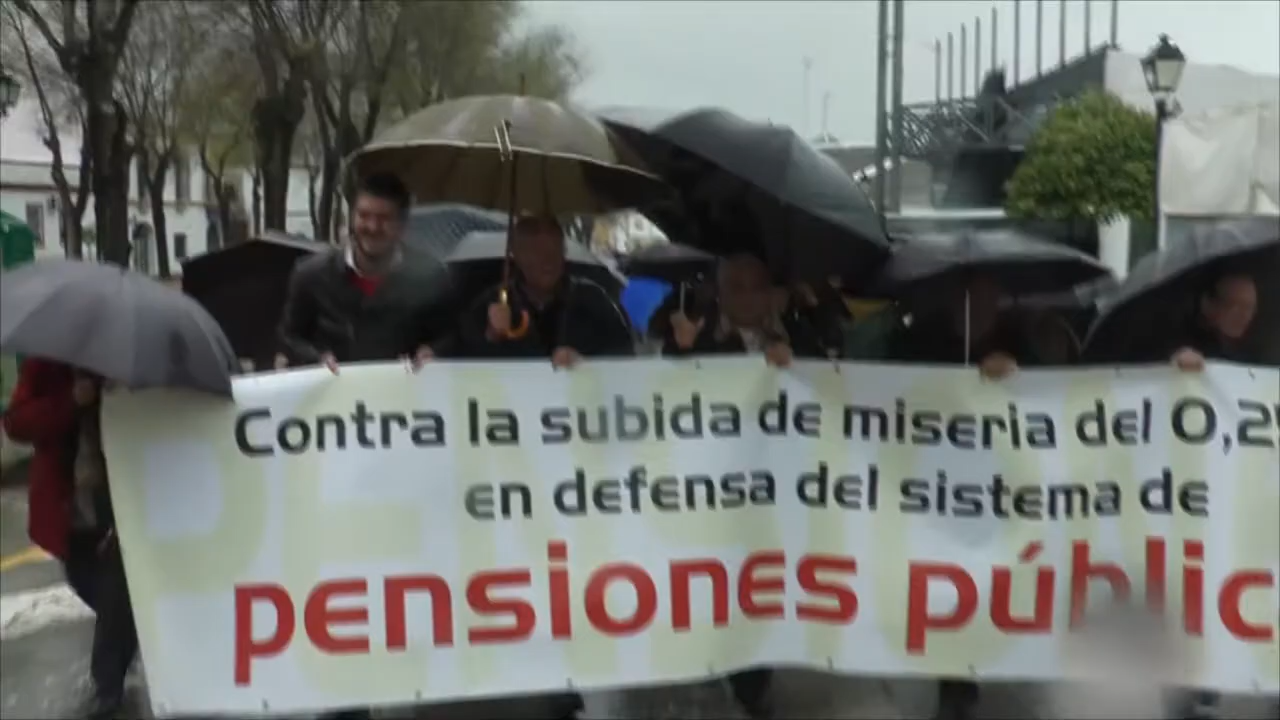 Contra la subida de miseria del 0,2
en defensa del sistema de
pensiones públic